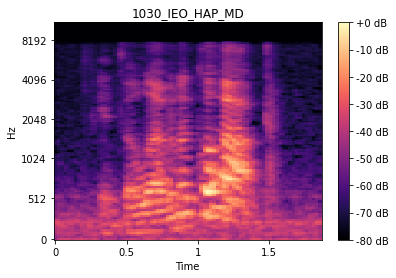 1030_IEO_HAP_MD
+0 dB
8192
-10 dB
4096
-20 dB
-30 dB
2048
Hz
-40 dB
1024
-50 dB
512
-60 dB
-70 dB
0
-80 dB
0 0.5 1 1.5
Time